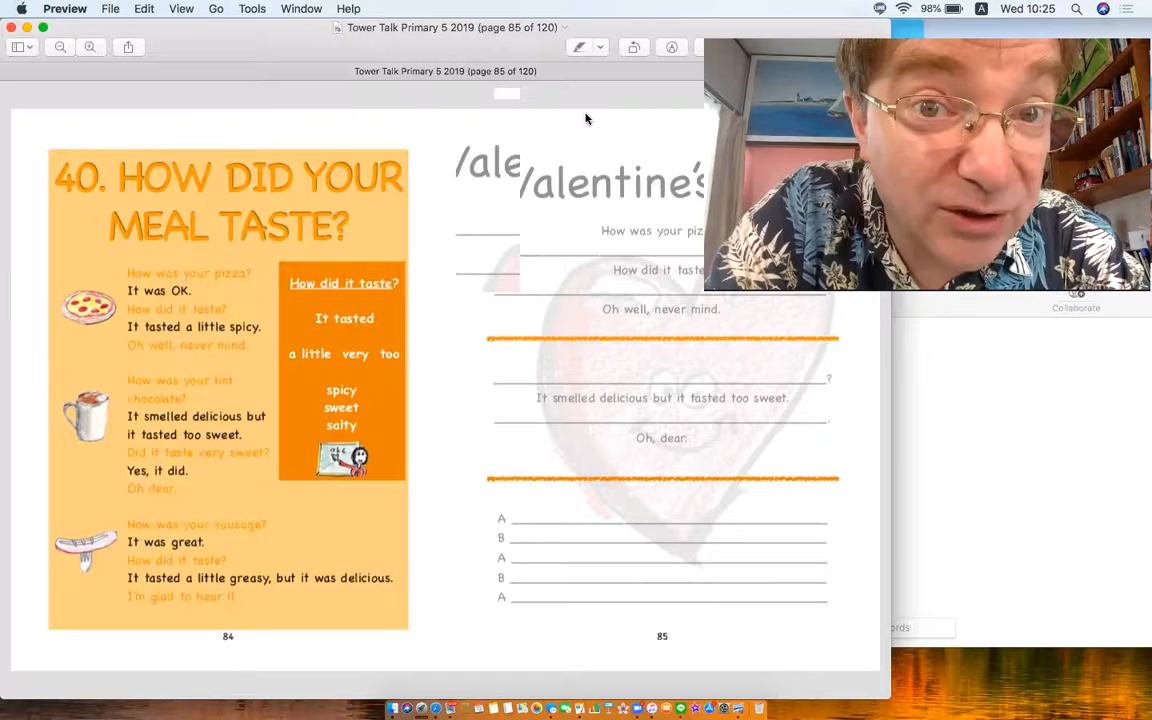 Preview File Edit View Go Tools Window Help
98% A Wed 10:25
Tower Talk Primary 5 2019 (page 85 of 120)
Tower Talk Primary 5 2019 (page 85 of 120)
40. HOW DID YOUR
MEAL TASTE?
How was your pizza?
It was OK.
How did it taste?
It tasted a little spicy.
Oh well, never mind.
How was your hot
chocolate?
It smelled delicious but
it tasted too sweet.
Did it taste very sweet?
Yes, it did.
Oh dear.
How was your sausage?
It was great.
How did it taste?
It tasted a little greasy, but it was delicious.
I'm glad to hear it.
How did it taste?
It tasted
a little very too
spicy
sweet
salty
84
/ale
/alentine's
How was your piz
How did it taste
Oh well, never mind.
?
It smelled delicious but it tasted too sweet.
.
Oh, dear.
A
B
A
B
A
85
Collaborate
ords